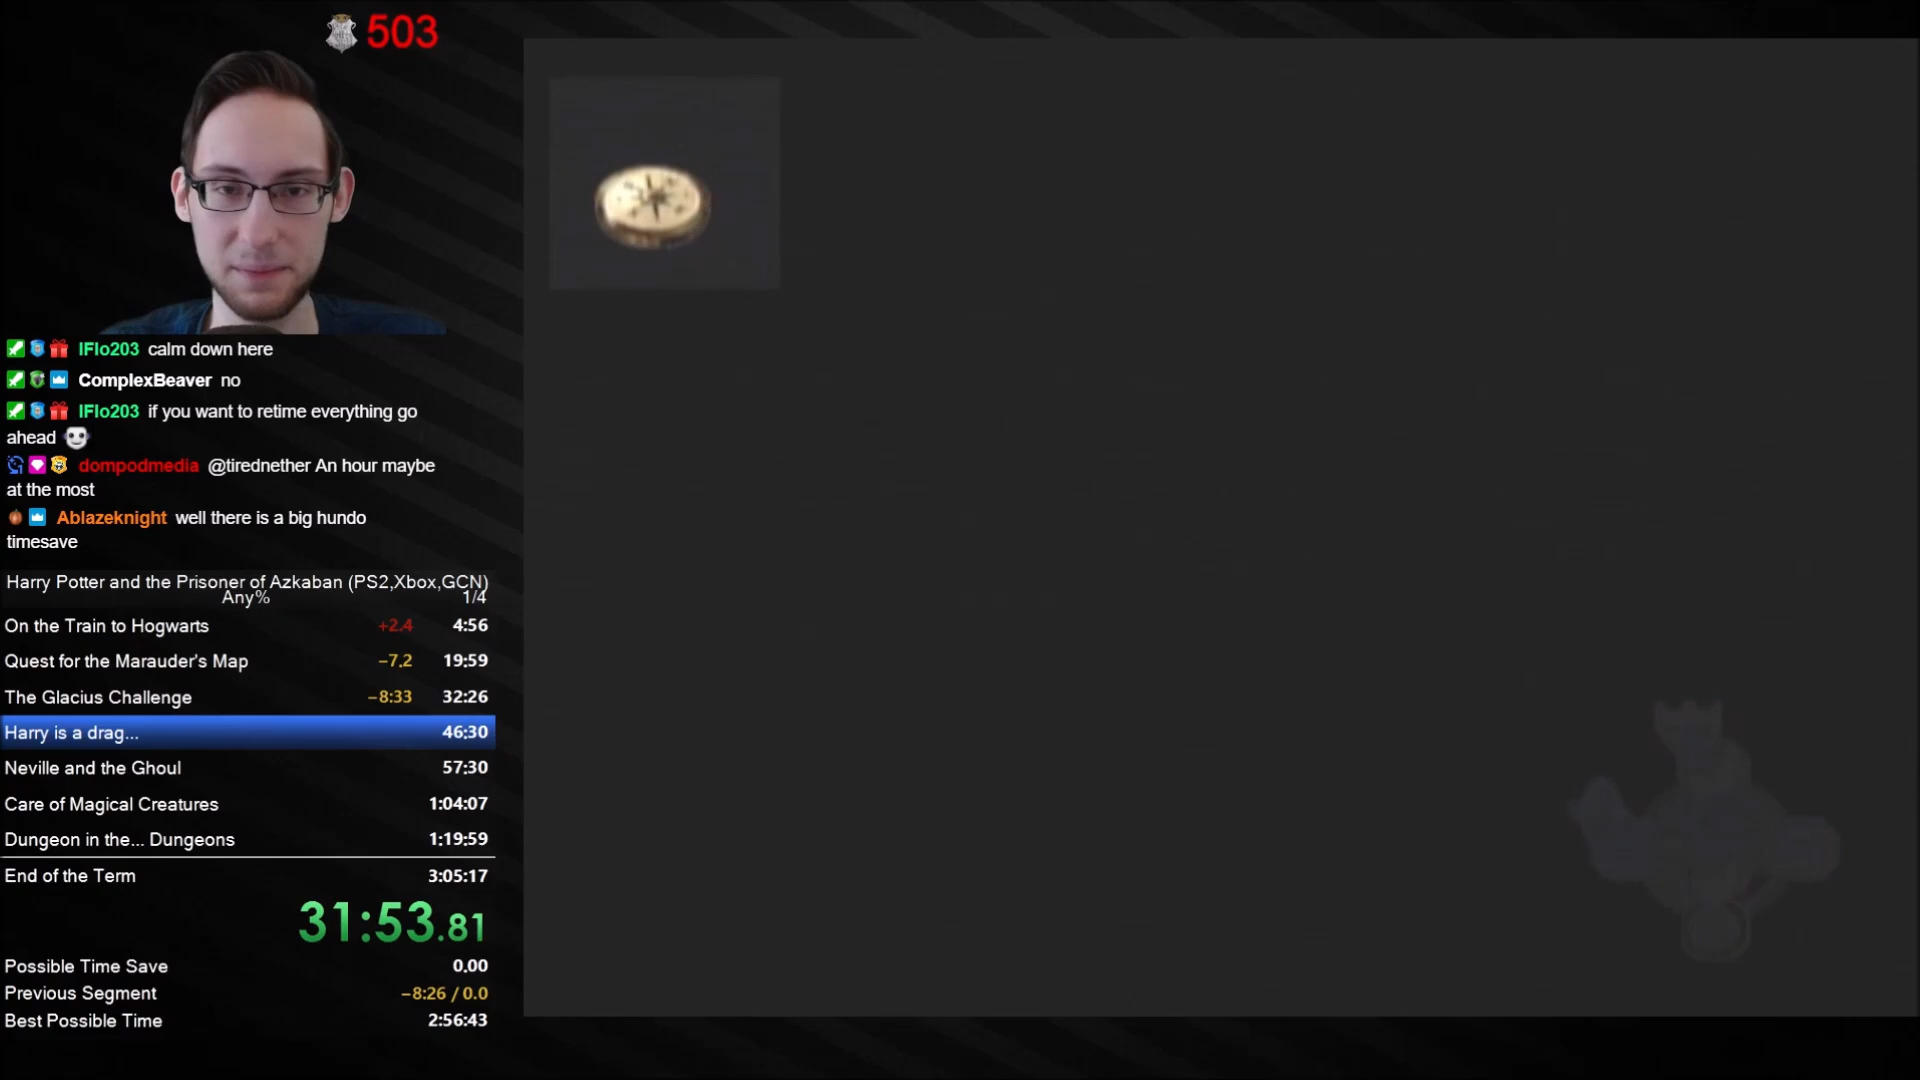 503
IFlo203 calm down here
ComplexBeaver no
IFlo203 if you want to retime everything go
ahead
dompodmedia @tirednether An hour maybe
at the most
Ablazeknight well there is a big hundo
timesave
Harry Potter and the Prisoner of Azkaban (PS2,Xbox,GCN)
Any% 1/4
On the Train to Hogwarts +2.4 4:56
Quest for the Marauder's Map −7.2 19:59
The Glacius Challenge −8:33 32:26
Harry is a drag... 46:30
Neville and the Ghoul 57:30
Care of Magical Creatures 1:04:07
Dungeon in the... Dungeons 1:19:59
End of the Term 3:05:17
31:53.81
Possible Time Save 0.00
Previous Segment −8:26 / 0.0
Best Possible Time 2:56:43